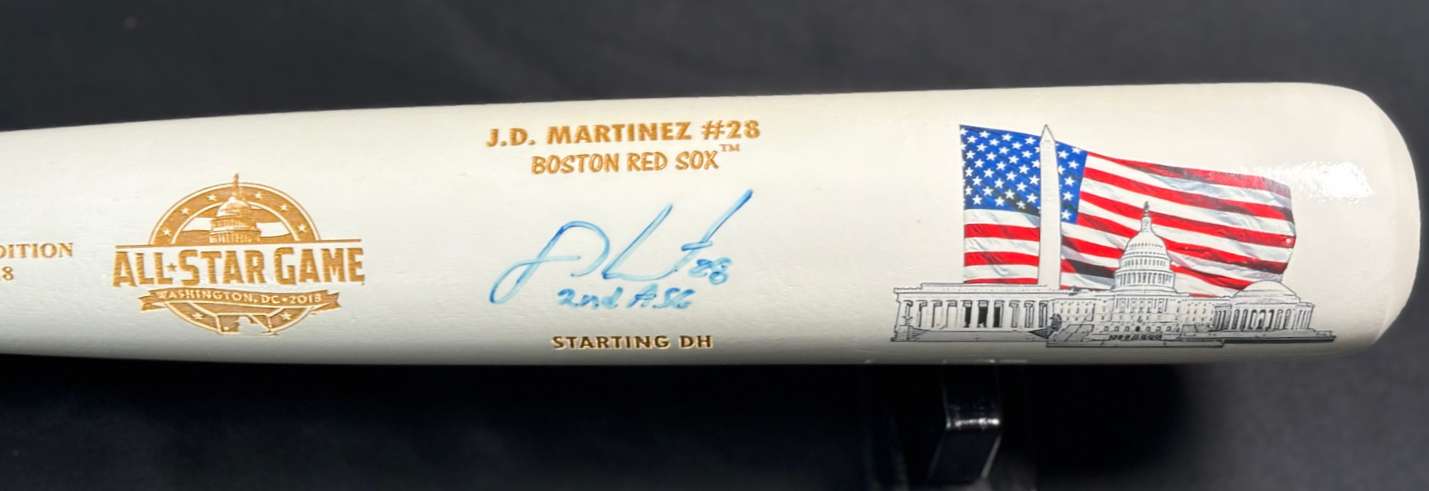 DITION
8
ALL★STAR GAME
WASHINGTON, DC • 2018
J.D. MARTINEZ #28
BOSTON RED SOX™
28
2nd ASG
STARTING DH